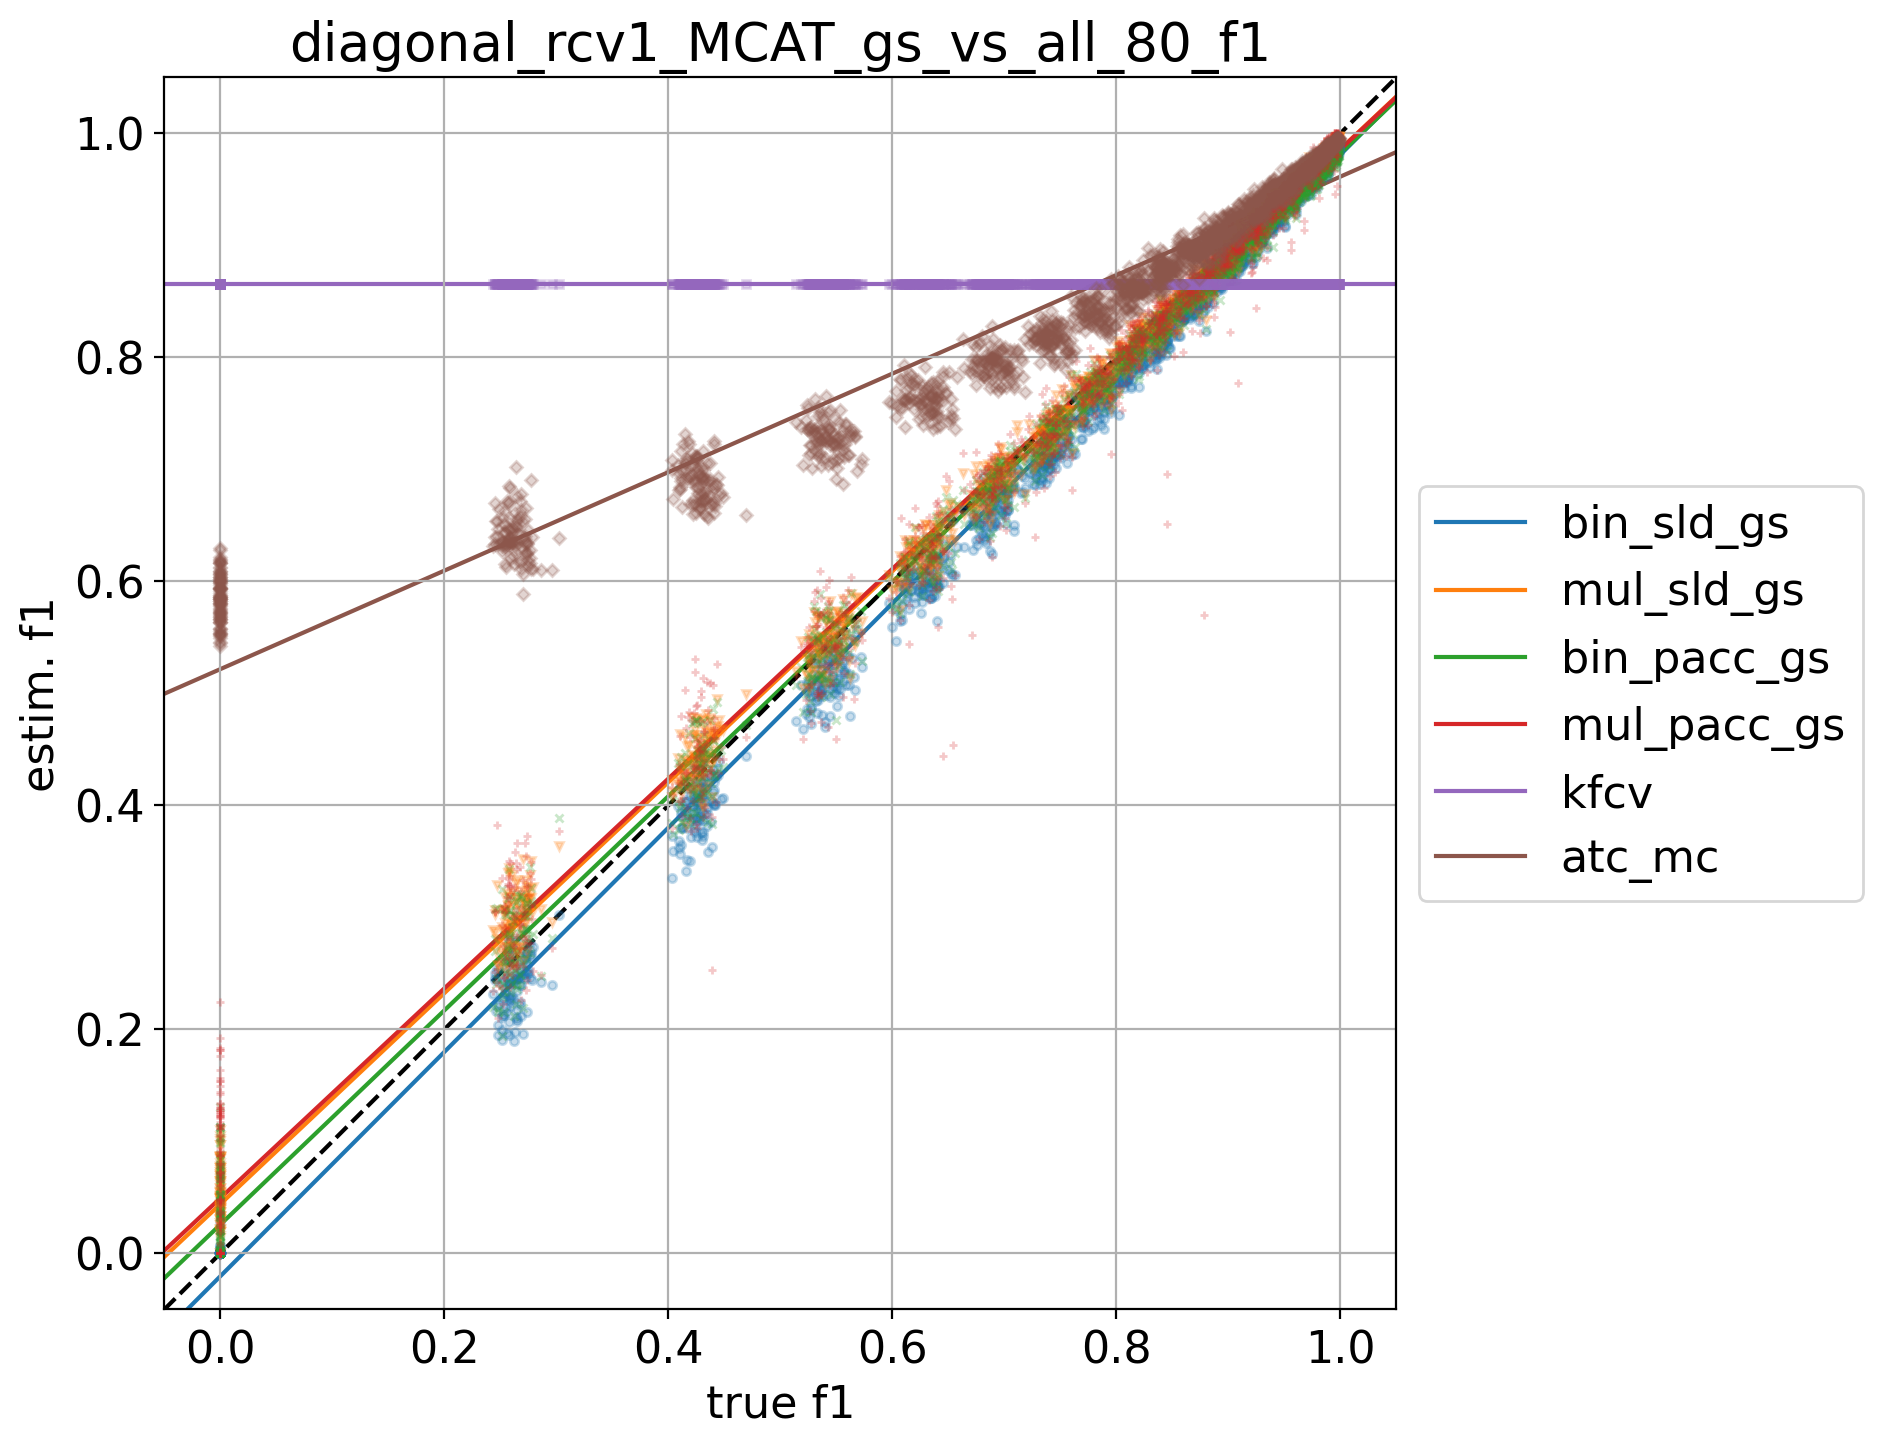 diagonal_rcv1_MCAT_gs_vs_all_80_f1
1.0
0.8
0.6
0.4
0.2
0.0
estim. f1
0.0 0.2 0.4 0.6 0.8 1.0
true f1
bin_sld_gs
mul_sld_gs
bin_pacc_gs
mul_pacc_gs
kfcv
atc_mc